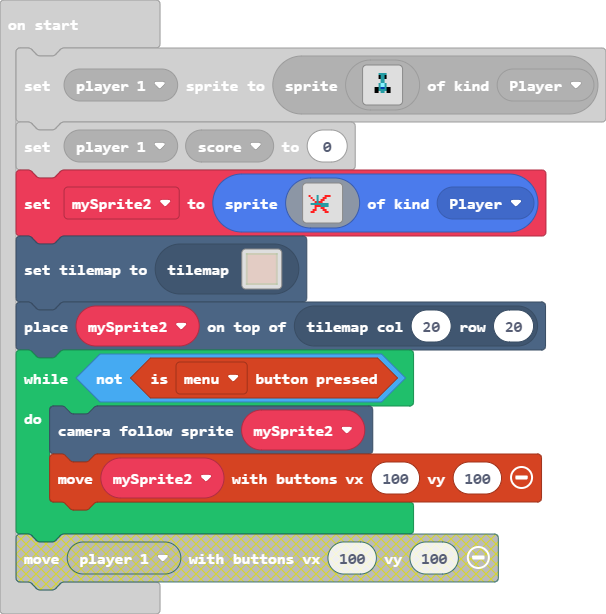 on start
set player 1 sprite to sprite of kind Player
set player 1 score to 0
set mySprite2 to sprite of kind Player
set tilemap to tilemap
place mySprite2 on top of tilemap col 20 row 20
while not is menu button pressed
do
camera follow sprite mySprite2
move mySprite2 with buttons vx 100 vy 100
move player 1 with buttons vx 100 vy 100